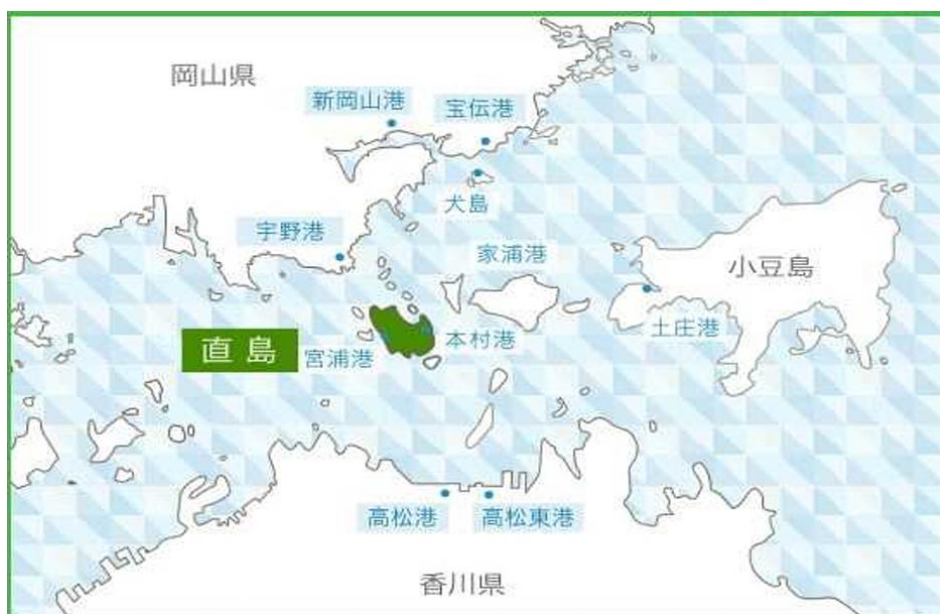 岡山県
新岡山港
宝伝港
犬島
宇野港
家浦港
小豆島
土庄港
直島
宮浦港
本村港
高松港
高松東港
香川県